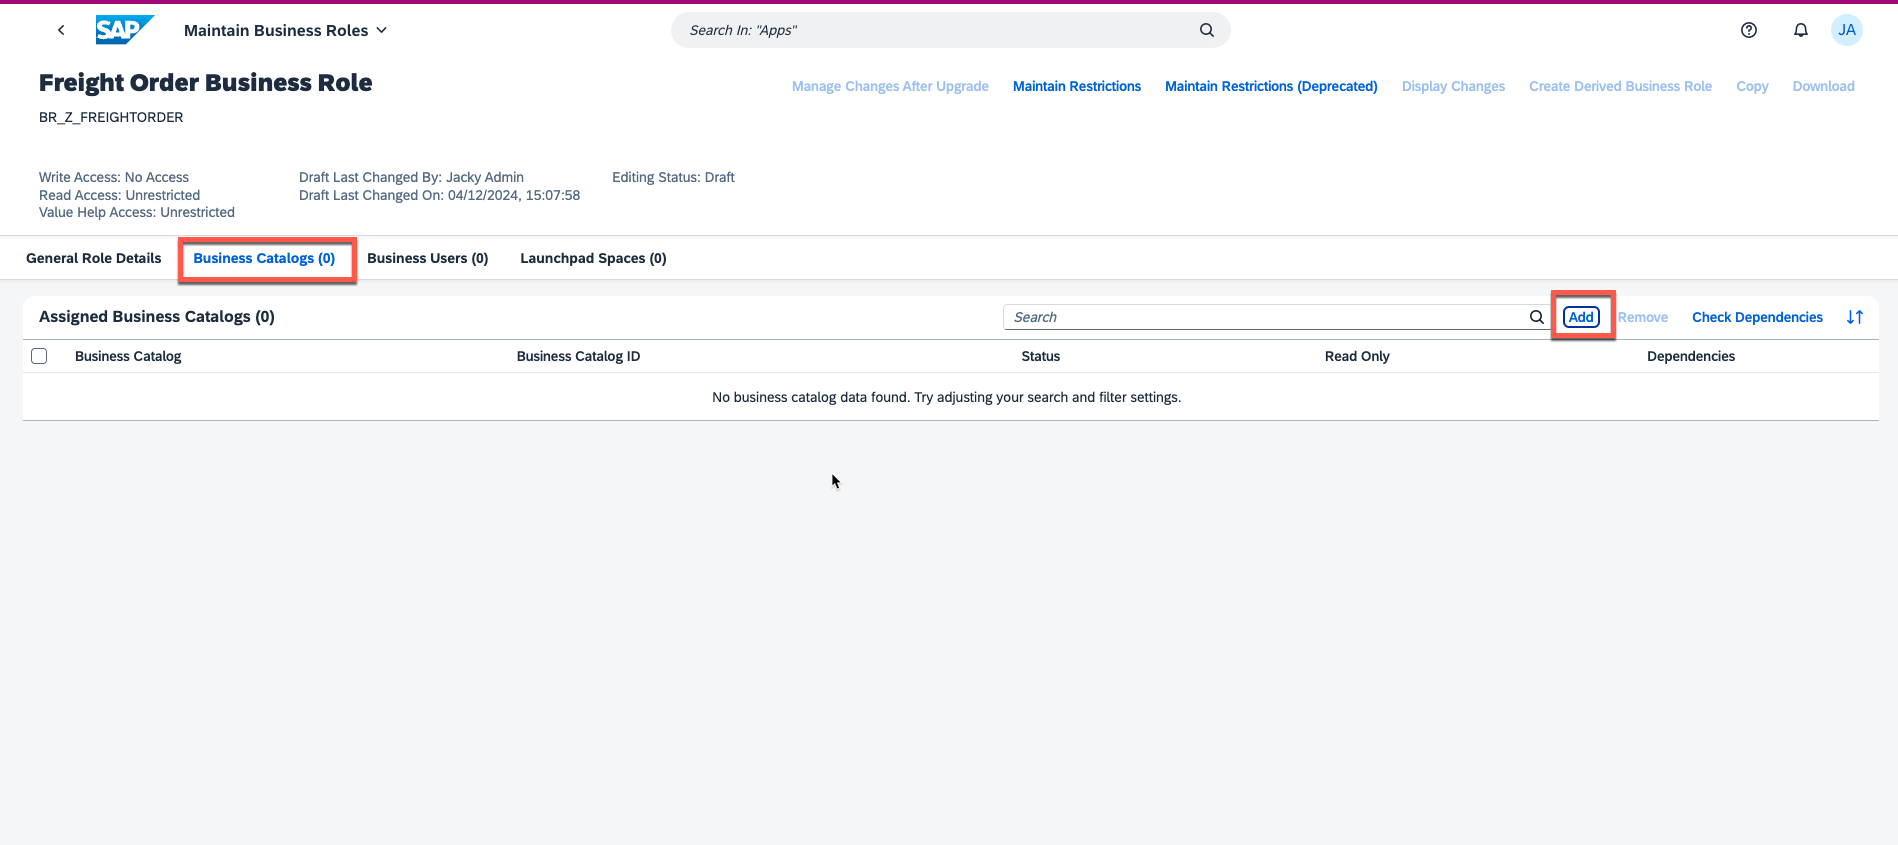 SAP Maintain Business Roles Search In: "Apps" JA
Freight Order Business Role Manage Changes After Upgrade Maintain Restrictions Maintain Restrictions (Deprecated) Display Changes Create Derived Business Role Copy Download
BR_Z_FREIGHTORDER
Write Access: No Access Draft Last Changed By: Jacky Admin Editing Status: Draft
Read Access: Unrestricted Draft Last Changed On: 04/12/2024, 15:07:58
Value Help Access: Unrestricted
General Role Details Business Catalogs (0) Business Users (0) Launchpad Spaces (0)
Assigned Business Catalogs (0) Search Add Remove Check Dependencies
Business Catalog Business Catalog ID Status Read Only Dependencies
No business catalog data found. Try adjusting your search and filter settings.